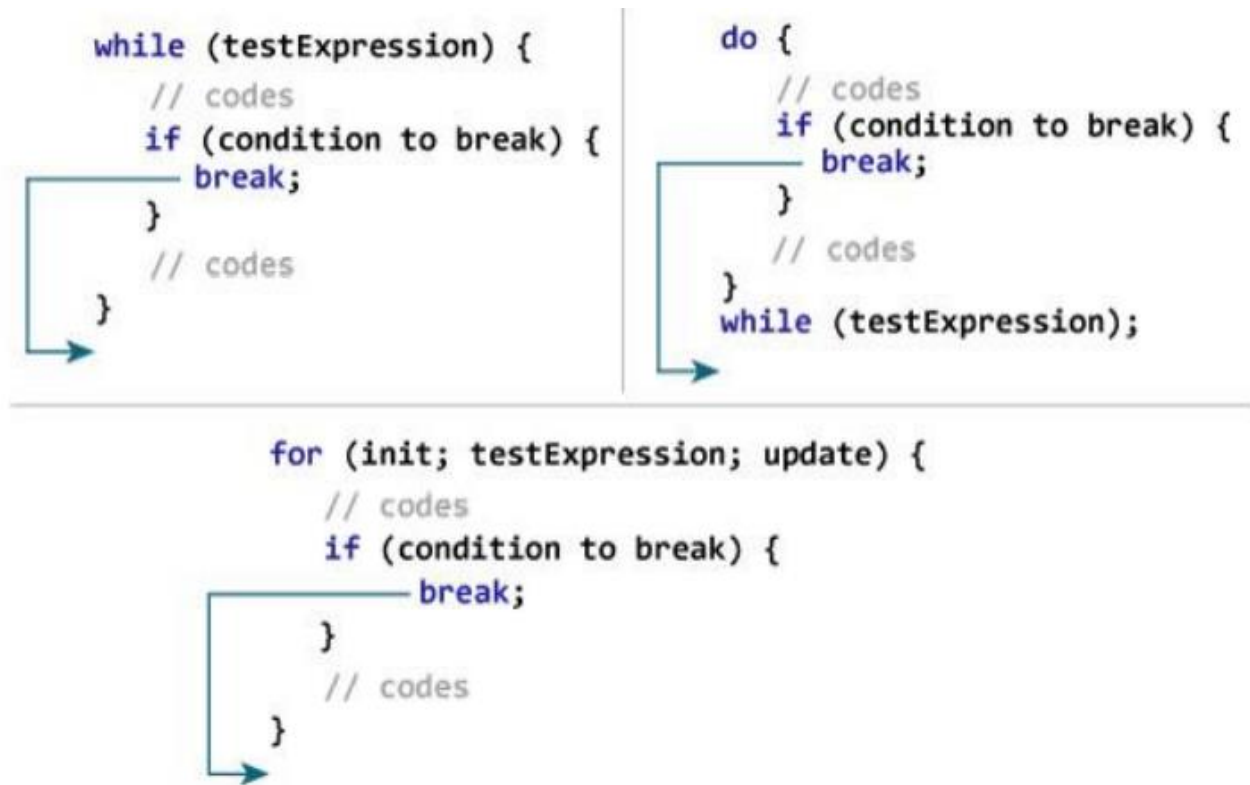 while (testExpression) {
// codes
if (condition to break) {
break;
}
// codes
}
do {
// codes
if (condition to break) {
break;
}
// codes
}
while (testExpression);
for (init; testExpression; update) {
// codes
if (condition to break) {
break;
}
// codes
}